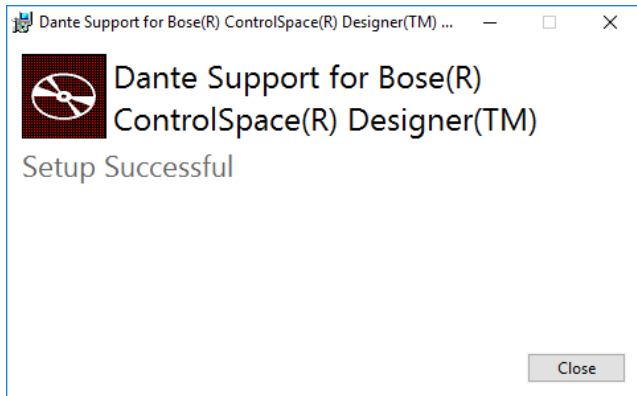 Dante Support for Bose(R) ControlSpace(R) Designer(TM) ...
Dante Support for Bose(R)
ControlSpace(R) Designer(TM)
Setup Successful
Close